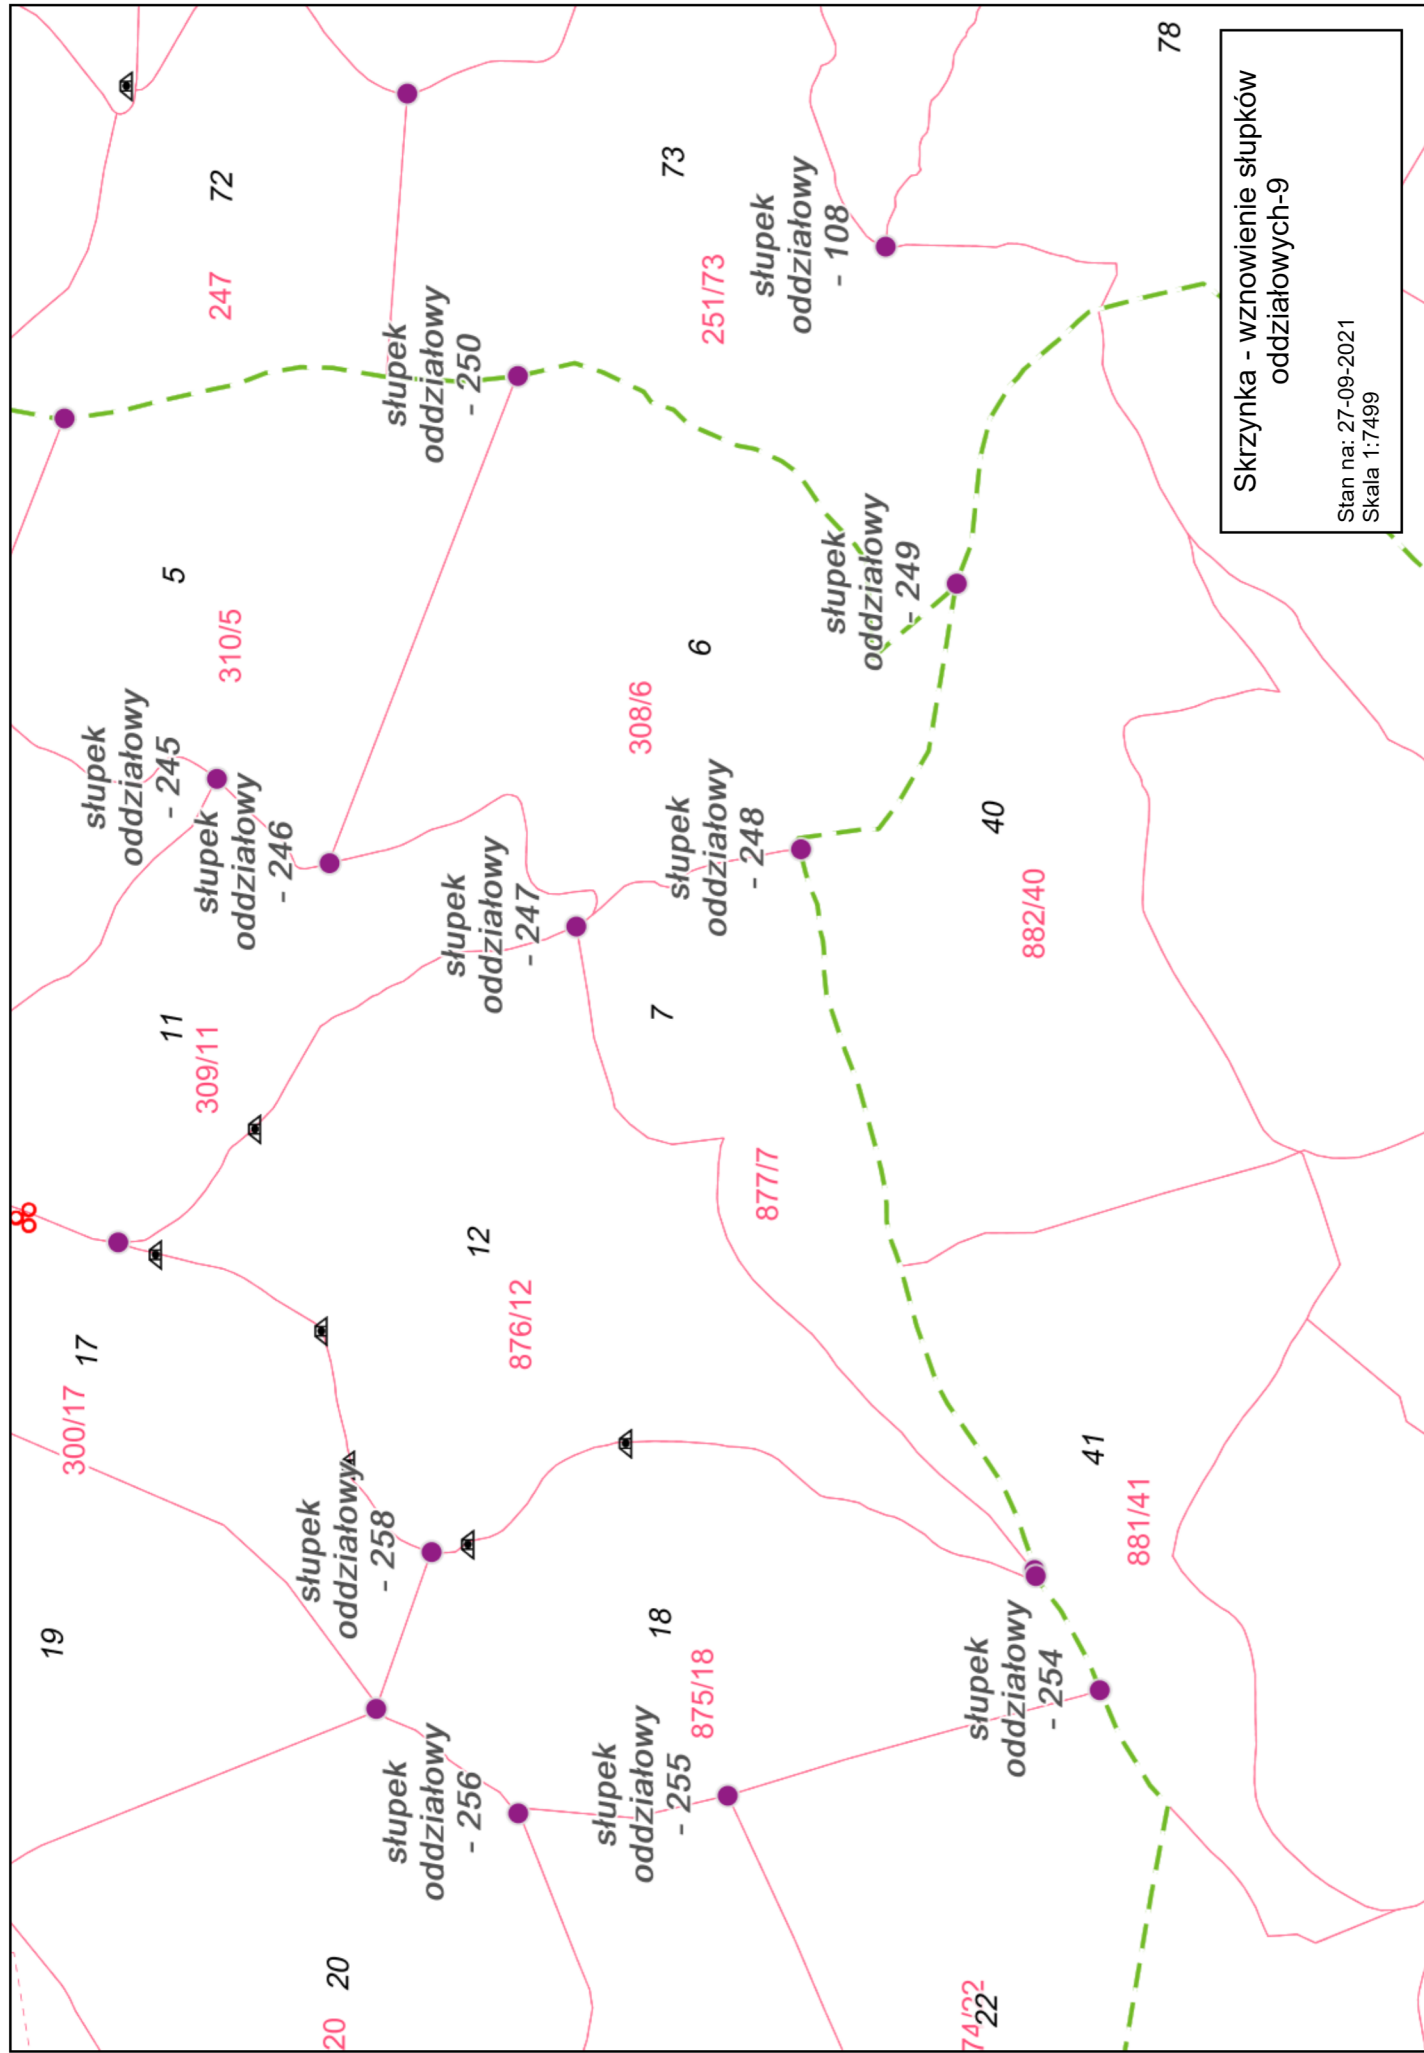 19
17
300/17
11
309/11
słupek
oddziałowy
- 245
5
310/5
słupek
oddziałowy
- 246
72
247
20
20
słupek
oddziałowy
- 258
słupek
oddziałowy
- 256
12
876/12
słupek
oddziałowy
- 247
słupek
oddziałowy
- 250
słupek
oddziałowy
- 255
18
875/18
7
877/7
308/6
6
słupek
oddziałowy
- 248
73
251/73
słupek
oddziałowy
- 108
słupek
oddziałowy
- 249
74/22
22
słupek
oddziałowy
- 254
40
882/40
41
881/41
78
Skrzynka - wznowienie słupków
oddziałowych-9
Stan na: 27-09-2021
Skala 1:7499